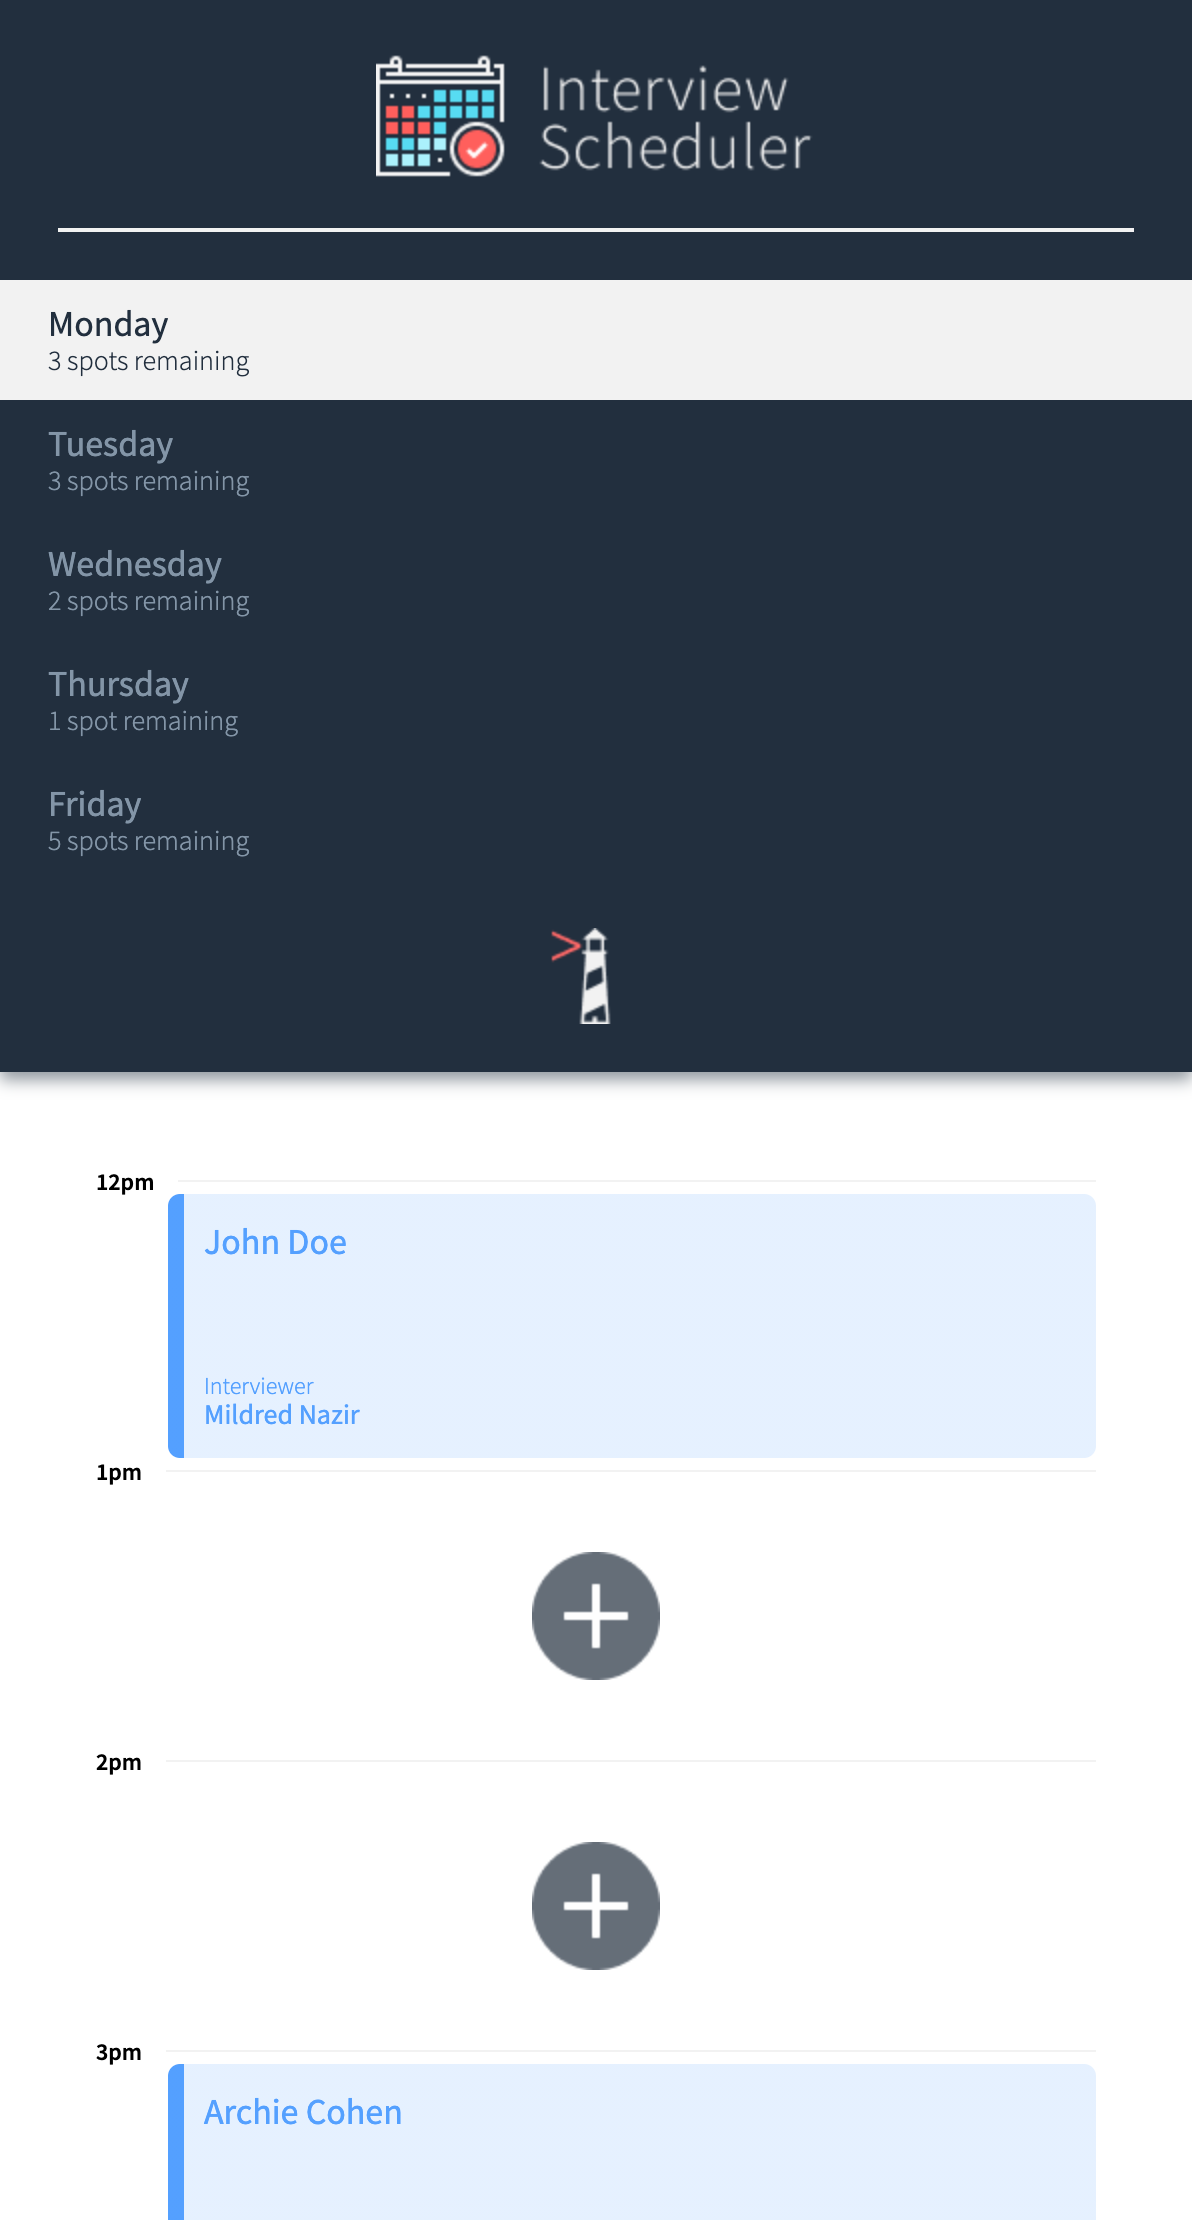 Interview
Scheduler
Monday
3 spots remaining
Tuesday
3 spots remaining
Wednesday
2 spots remaining
Thursday
1 spot remaining
Friday
5 spots remaining
12pm
John Doe
Interviewer
Mildred Nazir
1pm
2pm
3pm
Archie Cohen